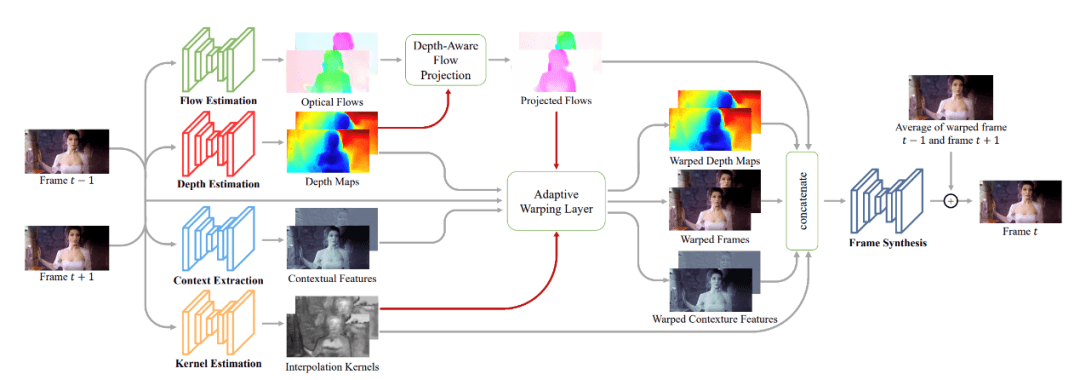 Frame t − 1
Frame t + 1
Flow Estimation
Depth Estimation
Context Extraction
Kernel Estimation
Optical Flows
Depth Maps
Contextual Features
Interpolation Kernels
Depth-Aware
Flow
Projection
Projected Flows
Adaptive
Warping Layer
Warped Depth Maps
Warped Frames
Warped Contexture Features
concatenate
Frame Synthesis
Average of warped frame
t − 1 and frame t + 1
+
Frame t